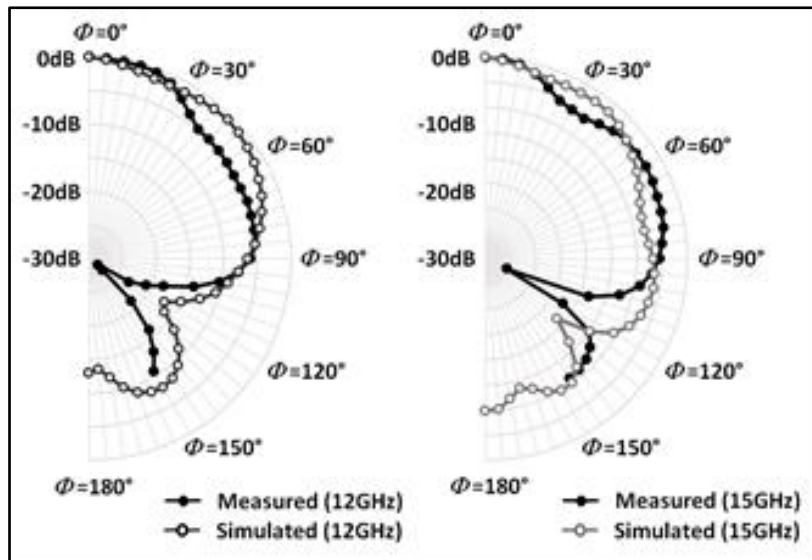 Φ=0°
0dB
Φ=30°
-10dB
Φ=60°
-20dB
-30dB
Φ=90°
Φ=120°
Φ=150°
Φ=180°
Measured (12GHz)
Simulated (12GHz)
Φ=0°
0dB
Φ=30°
-10dB
Φ=60°
-20dB
-30dB
Φ=90°
Φ=120°
Φ=150°
Φ=180°
Measured (15GHz)
Simulated (15GHz)